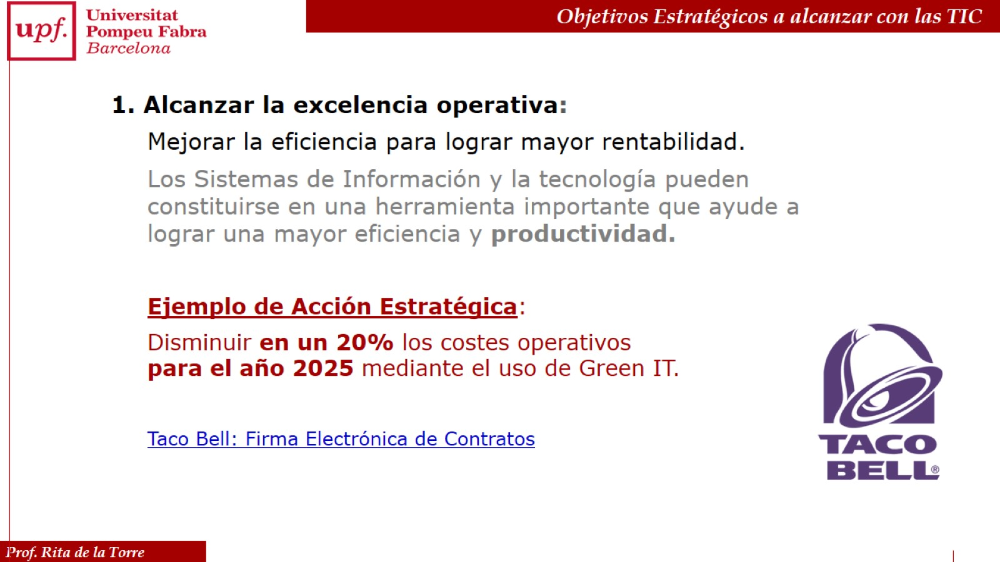 upf.
Universitat
Pompeu Fabra
Barcelona
Objetivos Estratégicos a alcanzar con las TIC
1. Alcanzar la excelencia operativa:
Mejorar la eficiencia para lograr mayor rentabilidad.
Los Sistemas de Información y la tecnología pueden
constituirse en una herramienta importante que ayude a
lograr una mayor eficiencia y productividad.
Ejemplo de Acción Estratégica:
Disminuir en un 20% los costes operativos
para el año 2025 mediante el uso de Green IT.
Taco Bell: Firma Electrónica de Contratos
TACO
BELL®
Prof. Rita de la Torre